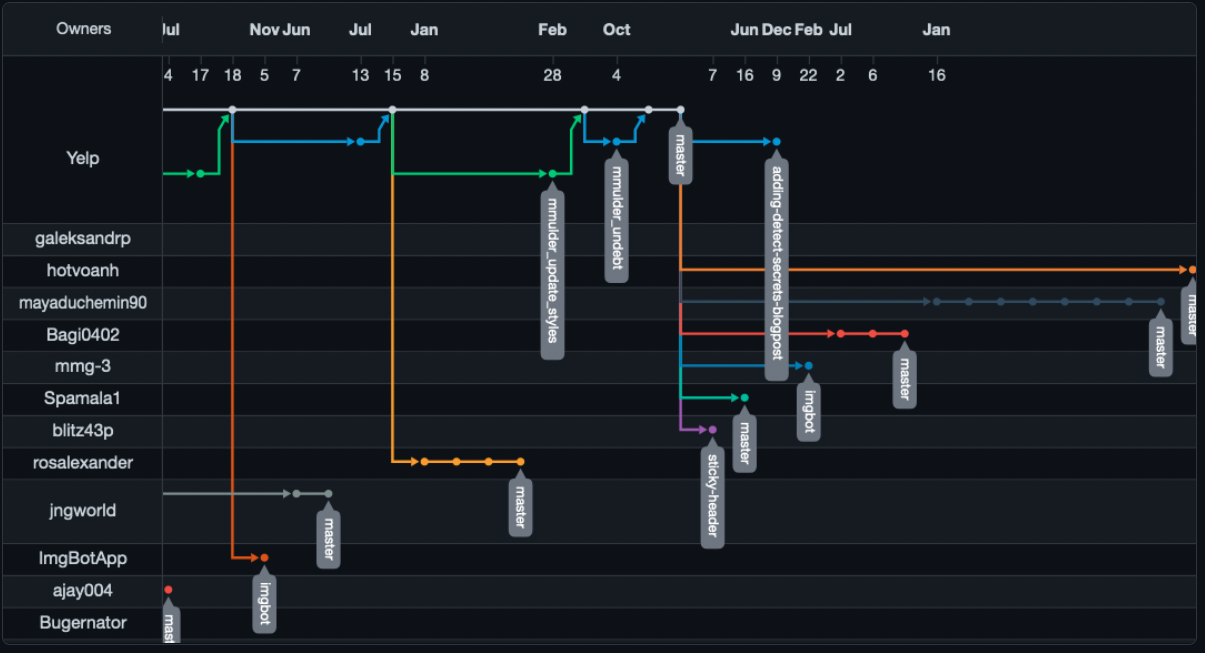 Owners
Jul Nov Jun Jul Jan Feb Oct Jun Dec Feb Jul Jan
4 17 18 5 7 13 15 8 28 4 7 16 9 22 2 6 16
Yelp
master
mmulder_update_styles
mmulder_undebt
adding-detect-secrets-blogpost
galeksandrp
hotvoanh
master
mayaduchemin90
master
Bagi0402
master
mmg-3
imgbot
Spamala1
master
blitz43p
sticky-header
rosalexander
master
jngworld
master
ImgBotApp
imgbot
ajay004
mast
Bugernator